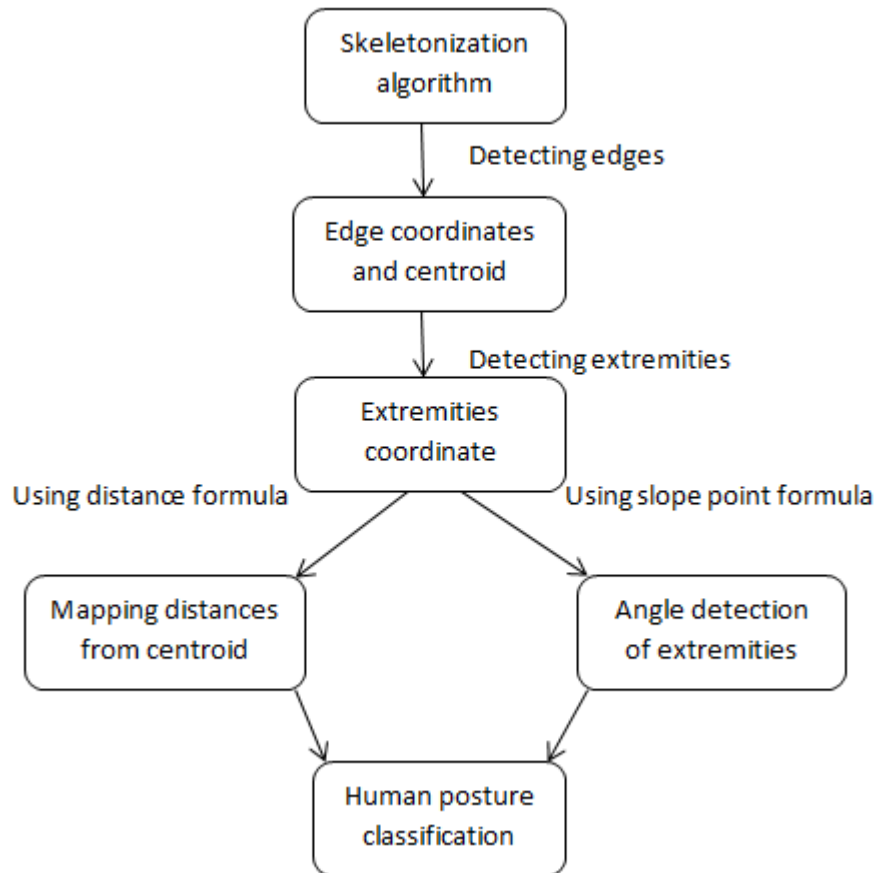 Skeletonization
algorithm
Detecting edges
Edge coordinates
and centroid
Detecting extremities
Extremities
coordinate
Using distance formula
Using slope point formula
Mapping distances
from centroid
Angle detection
of extremities
Human posture
classification